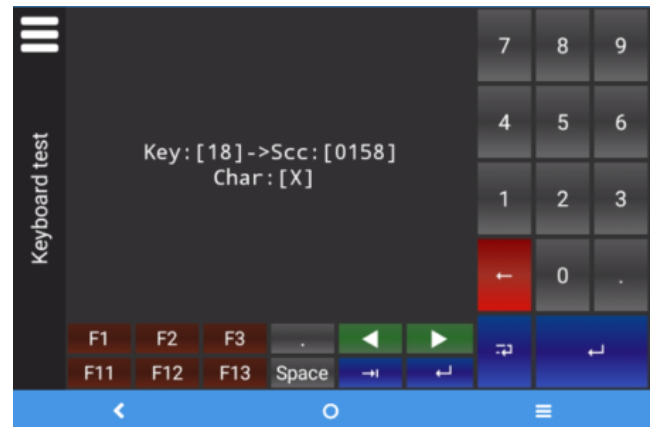 Keyboard test
Key:[18]->Scc:[0158]
Char:[X]
7 8 9
4 5 6
1 2 3
← 0 .
F1 F2 F3 .
F11 F12 F13 Space